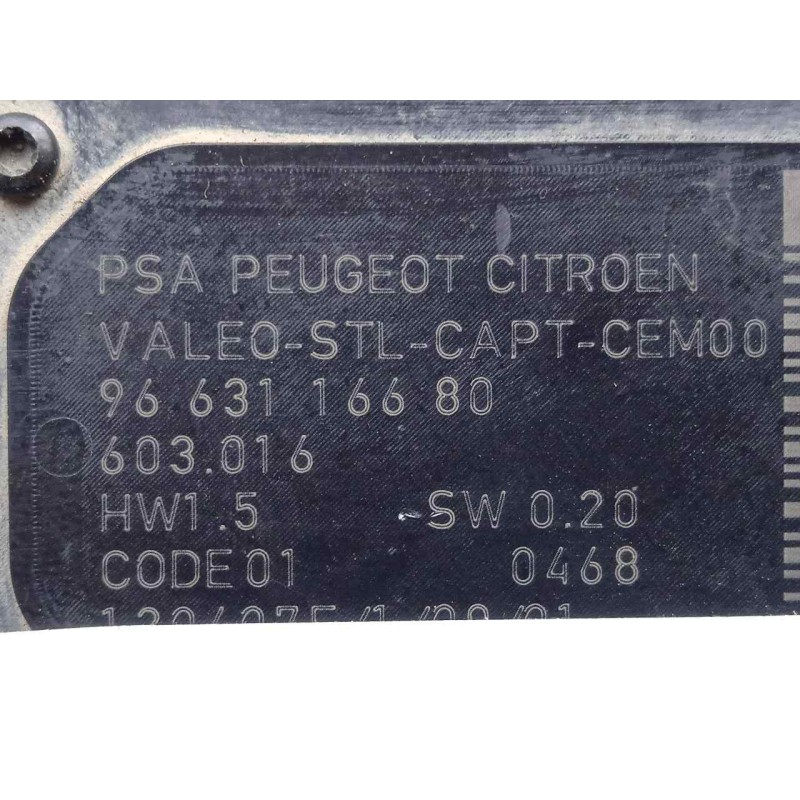 PSA PEUGEOT CITROEN
VALEO-STL-CAPT-CEM00
96 631 166 80
603.016
HW1.5 SW 0.20
CODE 01 0468